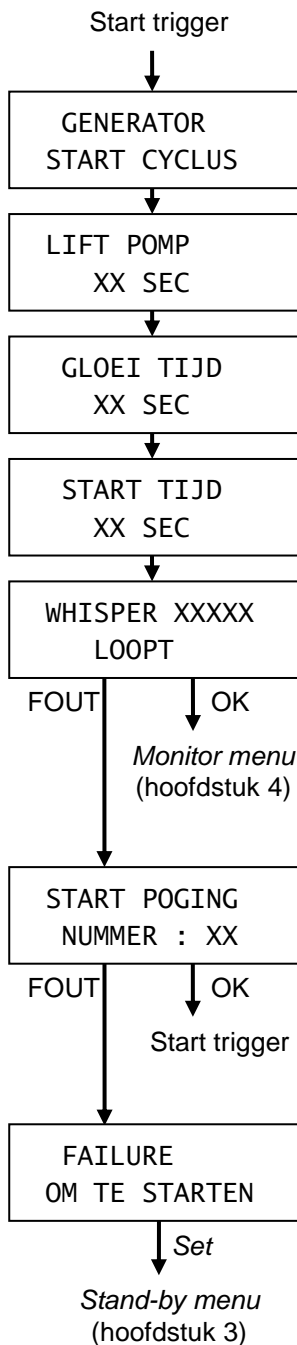 Start trigger
GENERATOR
START CYCLUS
LIFT POMP
XX SEC
GLOEI TIJD
XX SEC
START TIJD
XX SEC
WHISPER XXXXX
LOOPT
FOUT OK
Monitor menu
(hoofdstuk 4)
START POGING
NUMMER : XX
FOUT OK
Start trigger
FAILURE
OM TE STARTEN
Set
Stand-by menu
(hoofdstuk 3)